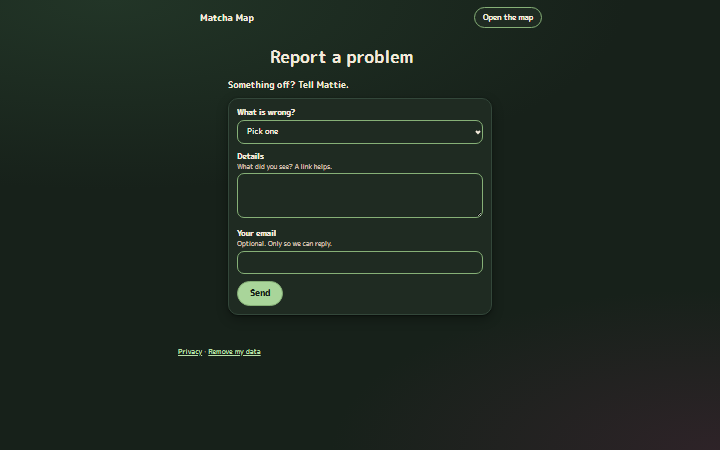 Matcha Map
Open the map
Report a problem
Something off? Tell Mattie.
What is wrong?
Pick one
Details
What did you see? A link helps.
Your email
Optional. Only so we can reply.
Send
Privacy · Remove my data